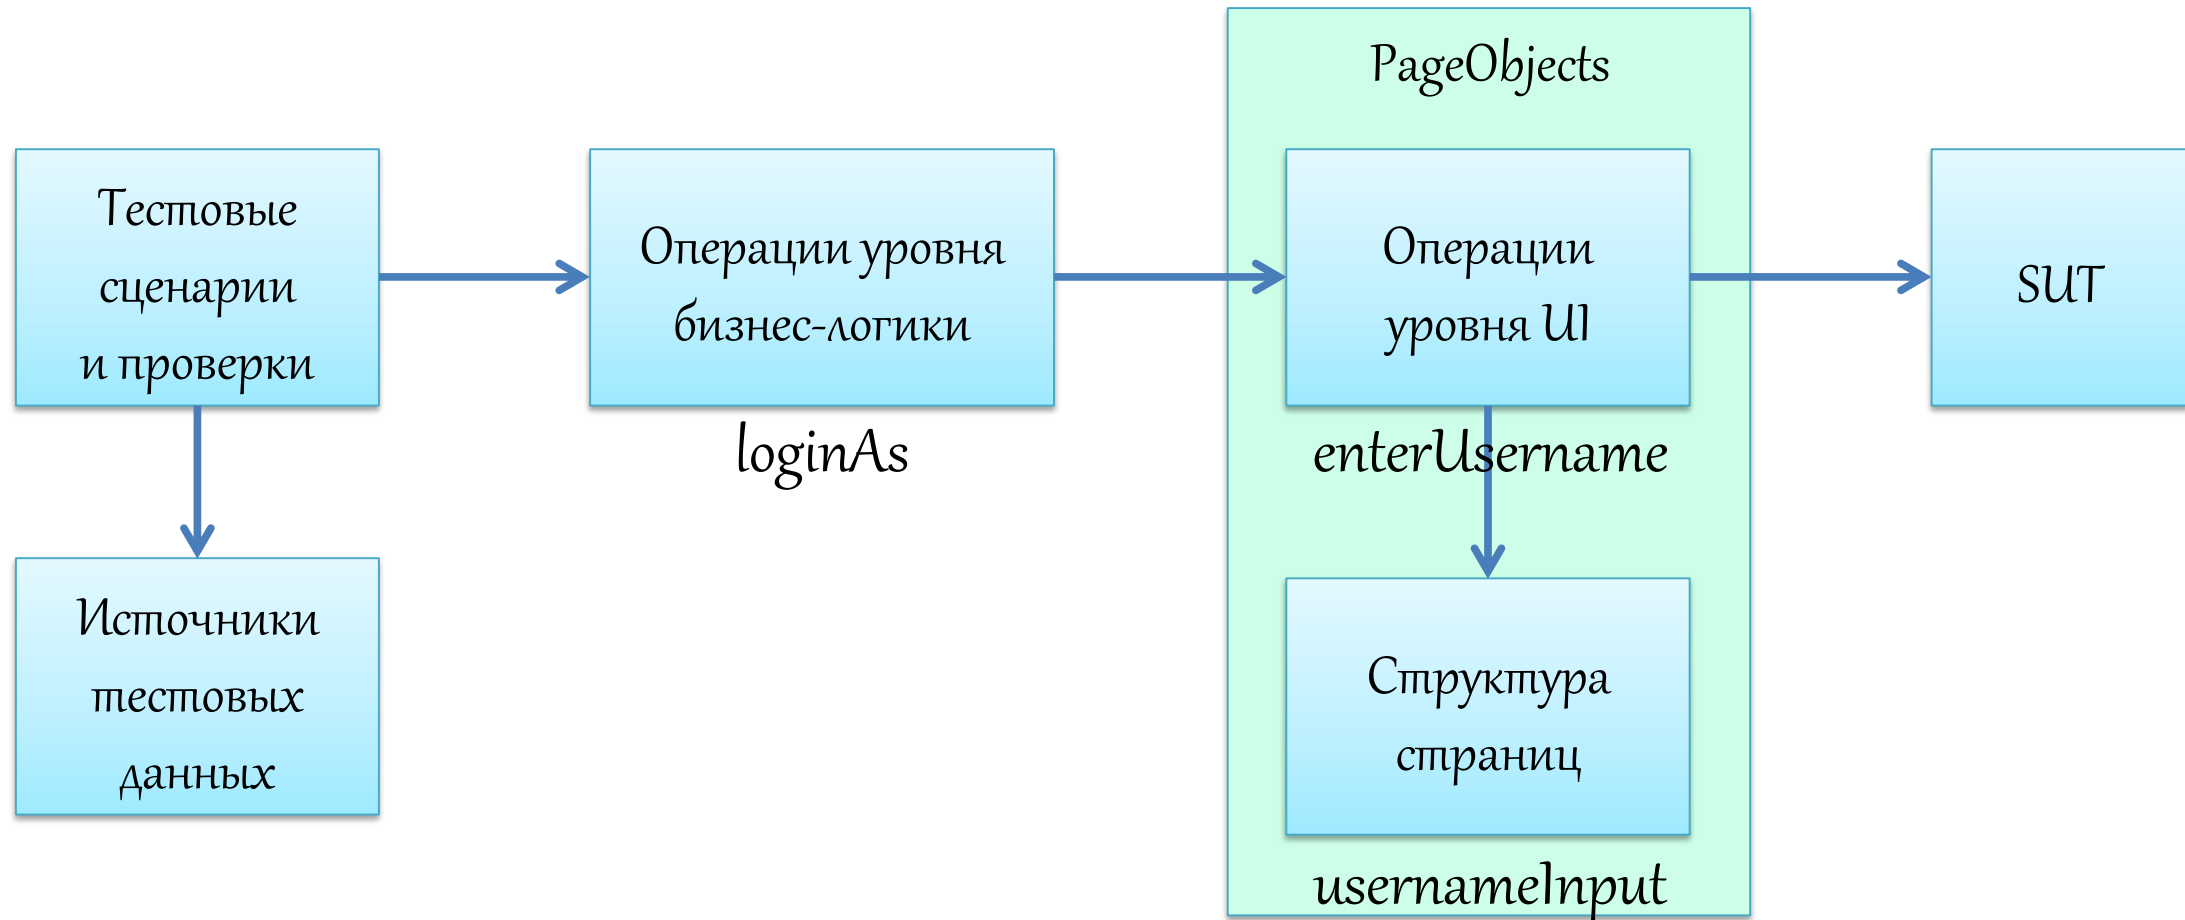 PageObjects
Тестовые
сценарии
и проверки
Операции уровня
бизнес-логики
loginAs
Операции
уровня UI
enterUsername
SUT
Источники
тестовых
данных
Структура
страниц
usernameInput